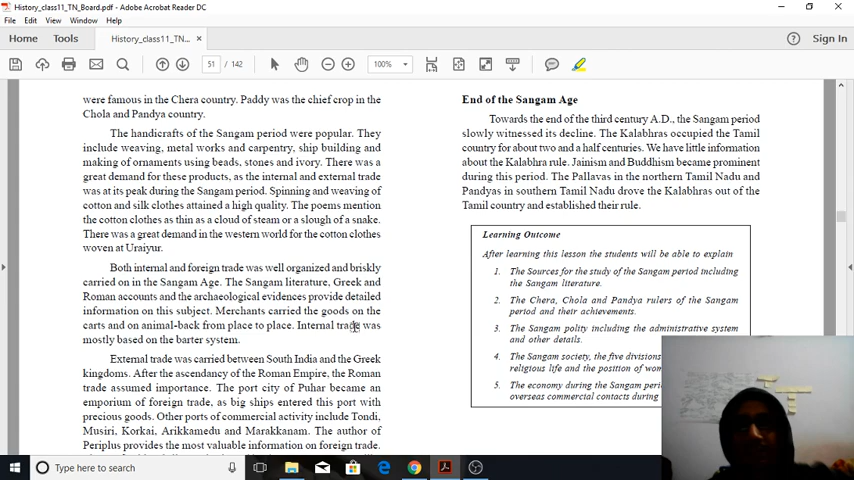 History_class11_TN_Board.pdf - Adobe Acrobat Reader DC
File Edit View Window Help
Home Tools History_class11_TN... × Sign In
51 / 142 100%
were famous in the Chera country. Paddy was the chief crop in the
Chola and Pandya country.
The handicrafts of the Sangam period were popular. They
include weaving, metal works and carpentry, ship building and
making of ornaments using beads, stones and ivory. There was a
great demand for these products, as the internal and external trade
was at its peak during the Sangam period. Spinning and weaving of
cotton and silk clothes attained a high quality. The poems mention
the cotton clothes as thin as a cloud of steam or a slough of a snake.
There was a great demand in the western world for the cotton clothes
woven at Uraiyur.
Both internal and foreign trade was well organized and briskly
carried on in the Sangam Age. The Sangam literature, Greek and
Roman accounts and the archaeological evidences provide detailed
information on this subject. Merchants carried the goods on the
carts and on animal-back from place to place. Internal trade was
mostly based on the barter system.
External trade was carried between South India and the Greek
kingdoms. After the ascendancy of the Roman Empire, the Roman
trade assumed importance. The port city of Puhar became an
emporium of foreign trade, as big ships entered this port with
precious goods. Other ports of commercial activity include Tondi,
Musiri, Korkai, Arikkamedu and Marakkanam. The author of
Periplus provides the most valuable information on foreign trade.
End of the Sangam Age
Towards the end of the third century A.D., the Sangam period
slowly witnessed its decline. The Kalabhras occupied the Tamil
country for about two and a half centuries. We have little information
about the Kalabhra rule. Jainism and Buddhism became prominent
during this period. The Pallavas in the northern Tamil Nadu and
Pandyas in southern Tamil Nadu drove the Kalabhras out of the
Tamil country and established their rule.
Learning Outcome
After learning this lesson the students will be able to explain
1. The Sources for the study of the Sangam period including
the Sangam literature.
2. The Chera, Chola and Pandya rulers of the Sangam
period and their achievements.
3. The Sangam polity including the administrative system
and other details.
4. The Sangam society, the five divisions
religious life and the position of wom
5. The economy during the Sangam peri
overseas commercial contacts during
Type here to search